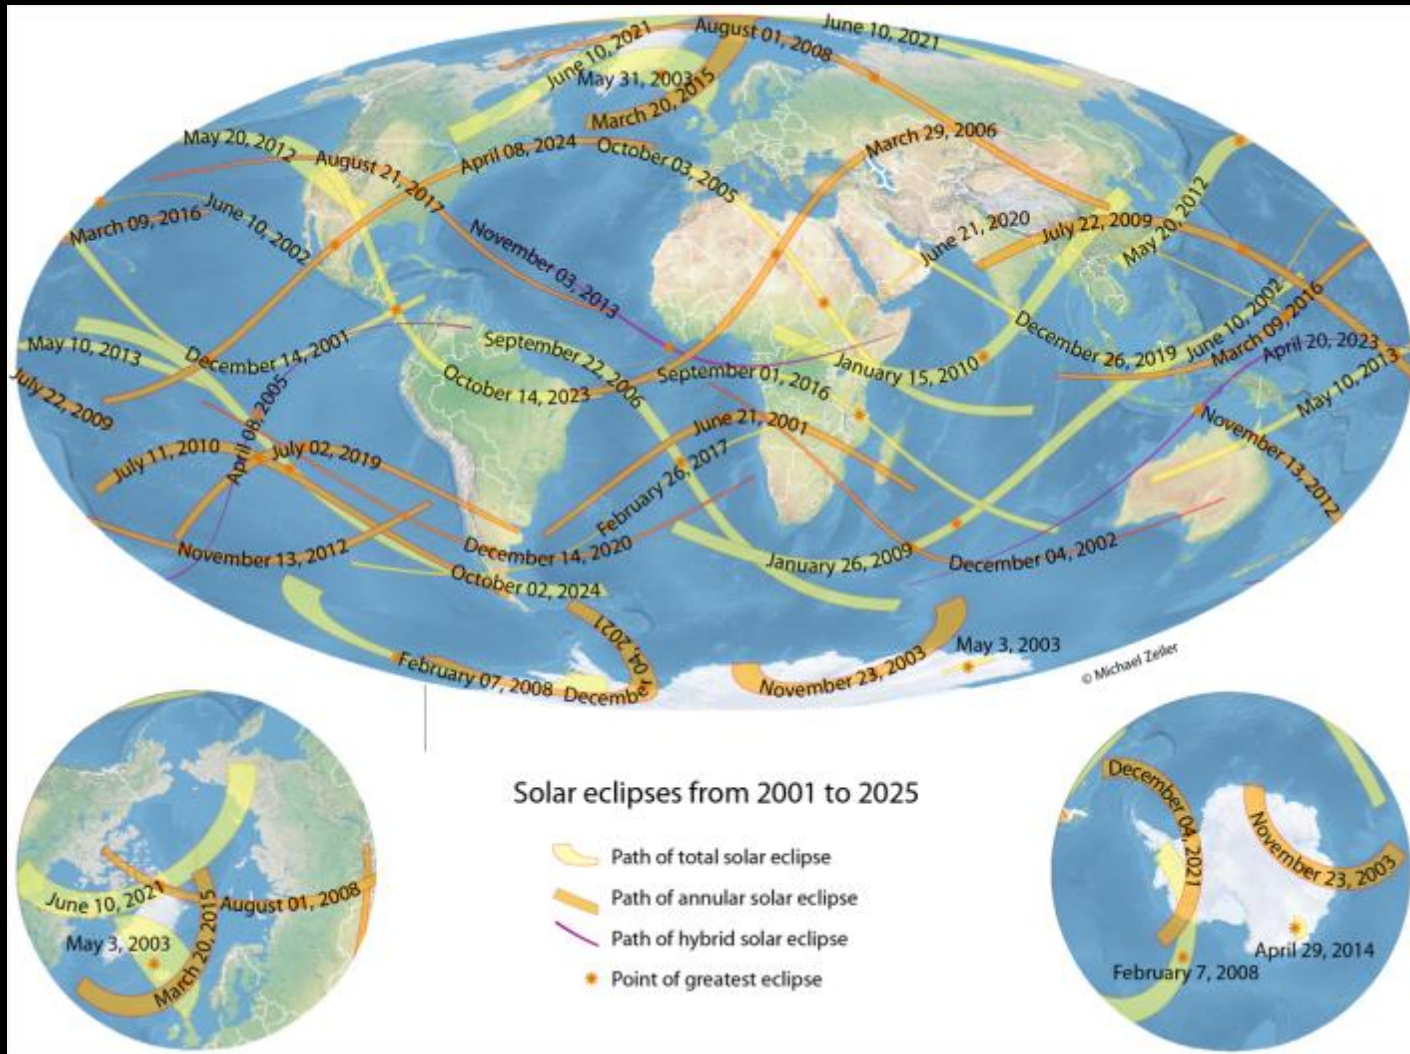 June 10, 2021
August 01, 2008
June 10, 2021
May 31, 2003
March 20, 2015
May 20, 2012
August 21, 2017
April 08, 2024
October 03, 2005
March 29, 2006
May 20, 2012
March 09, 2016
June 10, 2002
November 03, 2013
June 21, 2020
July 22, 2009
May 10, 2013
December 14, 2001
September 22, 2006
December 26, 2019
June 10, 2002
March 09, 2016
April 20, 2023
July 22, 2009
April 08, 2005
October 14, 2023
September 01, 2016
January 15, 2010
May 10, 2013
July 11, 2010
July 02, 2019
June 21, 2001
February 26, 2017
November 13, 2012
November 13, 2012
December 14, 2020
October 02, 2024
January 26, 2009
December 04, 2002
February 07, 2008
December 04, 2021
November 23, 2003
May 3, 2003
© Michael Zeiler
Solar eclipses from 2001 to 2025
Path of total solar eclipse
Path of annular solar eclipse
Path of hybrid solar eclipse
Point of greatest eclipse
June 10, 2021
August 01, 2008
May 3, 2003
March 20, 2015
December 04, 2021
November 23, 2003
April 29, 2014
February 7, 2008